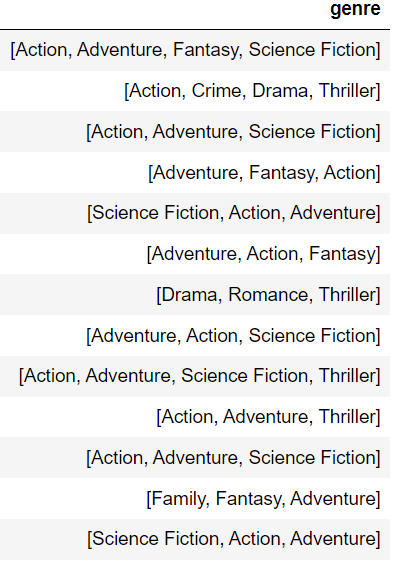 genre
[Action, Adventure, Fantasy, Science Fiction]
[Action, Crime, Drama, Thriller]
[Action, Adventure, Science Fiction]
[Adventure, Fantasy, Action]
[Science Fiction, Action, Adventure]
[Adventure, Action, Fantasy]
[Drama, Romance, Thriller]
[Adventure, Action, Science Fiction]
[Action, Adventure, Science Fiction, Thriller]
[Action, Adventure, Thriller]
[Action, Adventure, Science Fiction]
[Family, Fantasy, Adventure]
[Science Fiction, Action, Adventure]